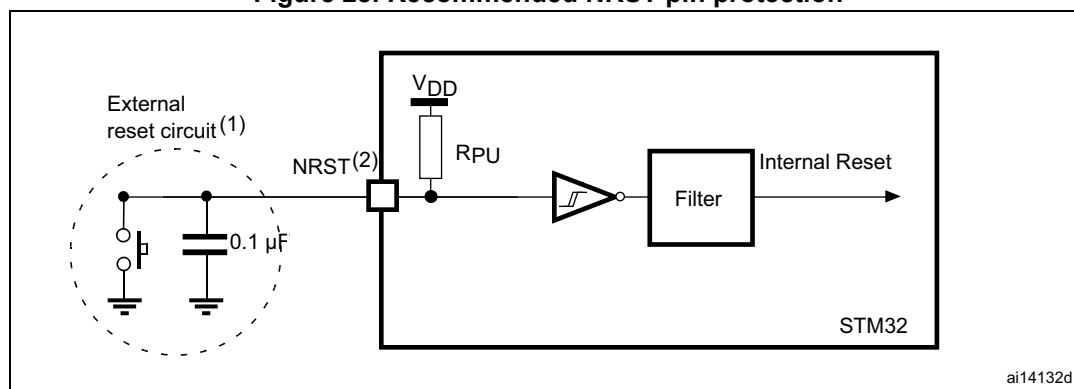 Figure 23. Recommended NRST pin protection
External
reset circuit(1)
VDD
NRST(2)
RPU
Internal Reset
Filter
0.1 µF
STM32
ai14132d